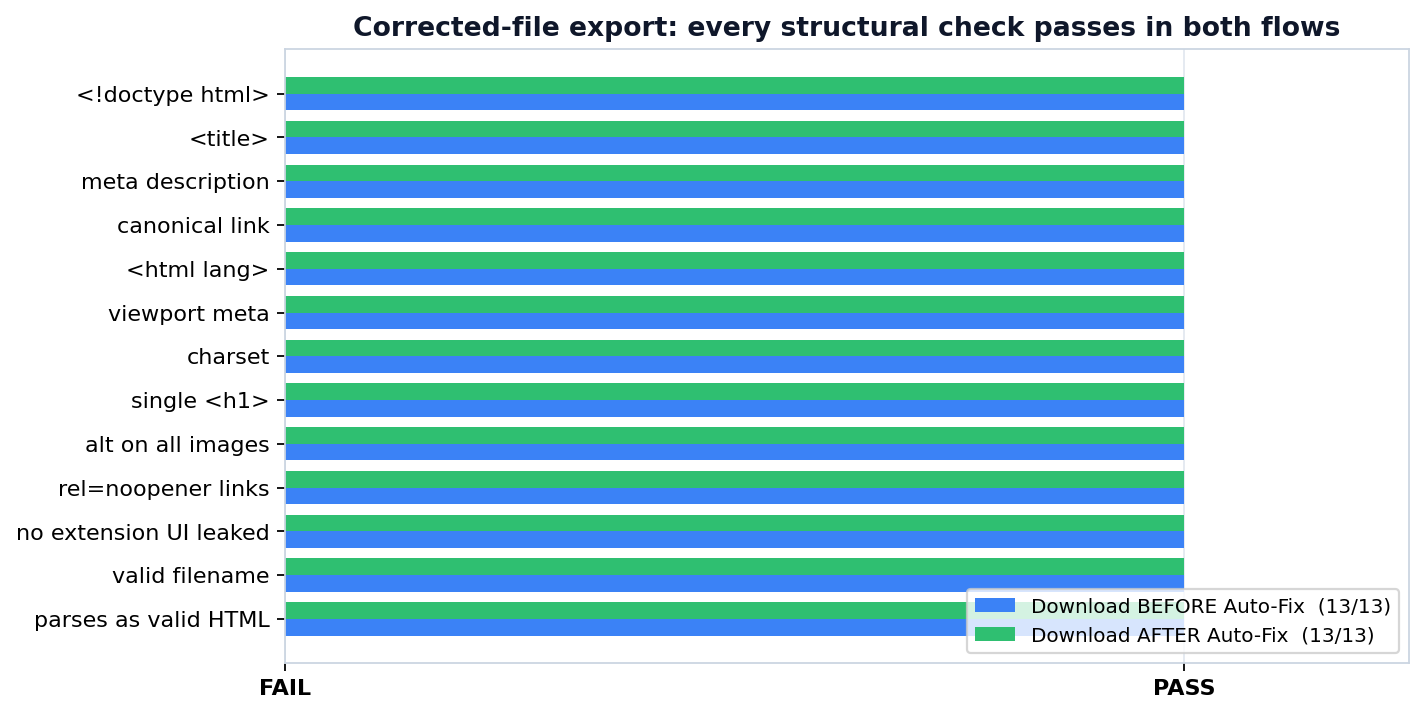 Corrected-file export: every structural check passes in both flows
<!doctype html>
<title>
meta description
canonical link
<html lang>
viewport meta
charset
single <h1>
alt on all images
rel=noopener links
no extension UI leaked
valid filename
parses as valid HTML
Download BEFORE Auto-Fix (13/13)
Download AFTER Auto-Fix (13/13)
FAIL
PASS